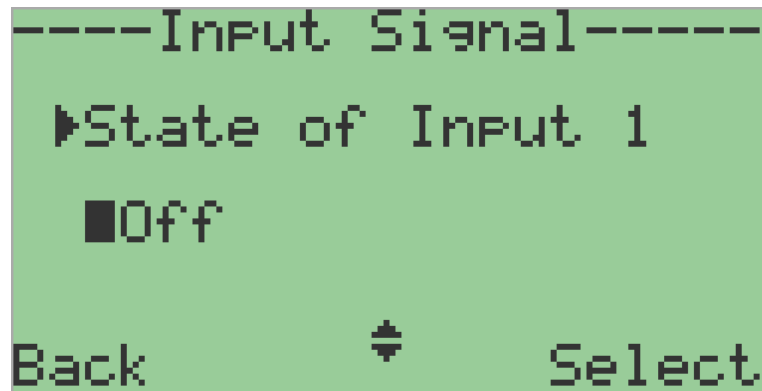 ----Input Signal-----
▶State of Input 1
■Off
Back Select